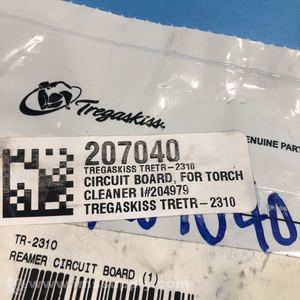 Tregaskiss
GENUINE PART
207040
TREGASKISS TRETR-2310
CIRCUIT BOARD, FOR TORCH
CLEANER I#204979
TREGASKISS TRETR-2310
TR-2310
REAMER CIRCUIT BOARD (1)